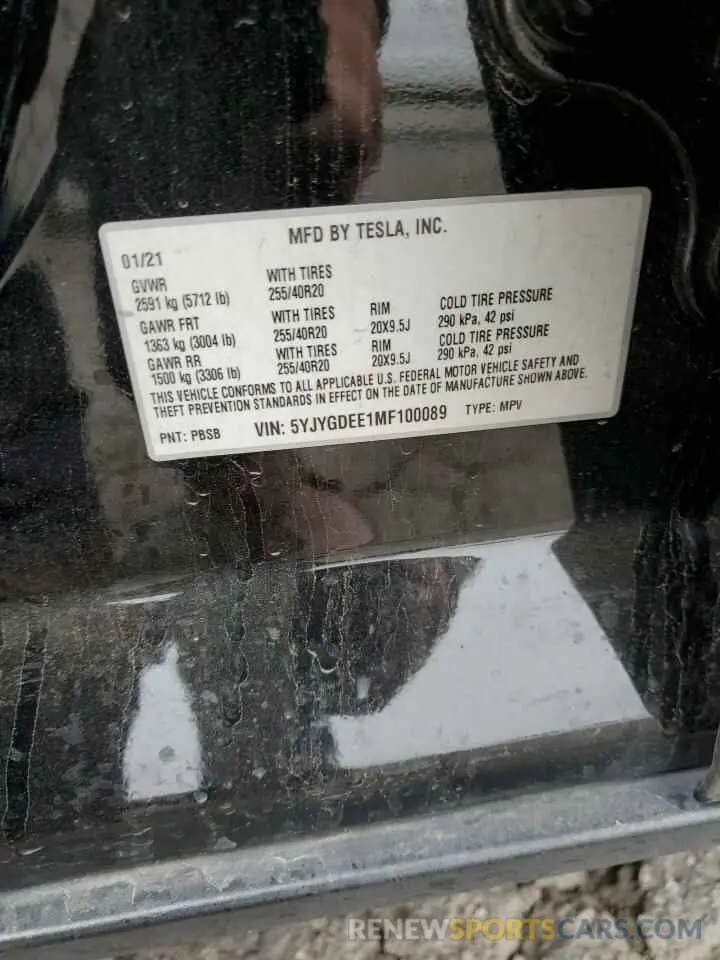 MFD BY TESLA, INC.
01/21
GVWR WITH TIRES
2591 kg (5712 lb) 255/40R20
GAWR FRT WITH TIRES RIM COLD TIRE PRESSURE
1363 kg (3004 lb) 255/40R20 20X9.5J 290 kPa, 42 psi
GAWR RR WITH TIRES RIM COLD TIRE PRESSURE
1500 kg (3306 lb) 255/40R20 20X9.5J 290 kPa, 42 psi
THIS VEHICLE CONFORMS TO ALL APPLICABLE U.S. FEDERAL MOTOR VEHICLE SAFETY AND
THEFT PREVENTION STANDARDS IN EFFECT ON THE DATE OF MANUFACTURE SHOWN ABOVE.
PNT: PBSB VIN: 5YJYGDEE1MF100089 TYPE: MPV
RENEWSPORTSCARS.COM